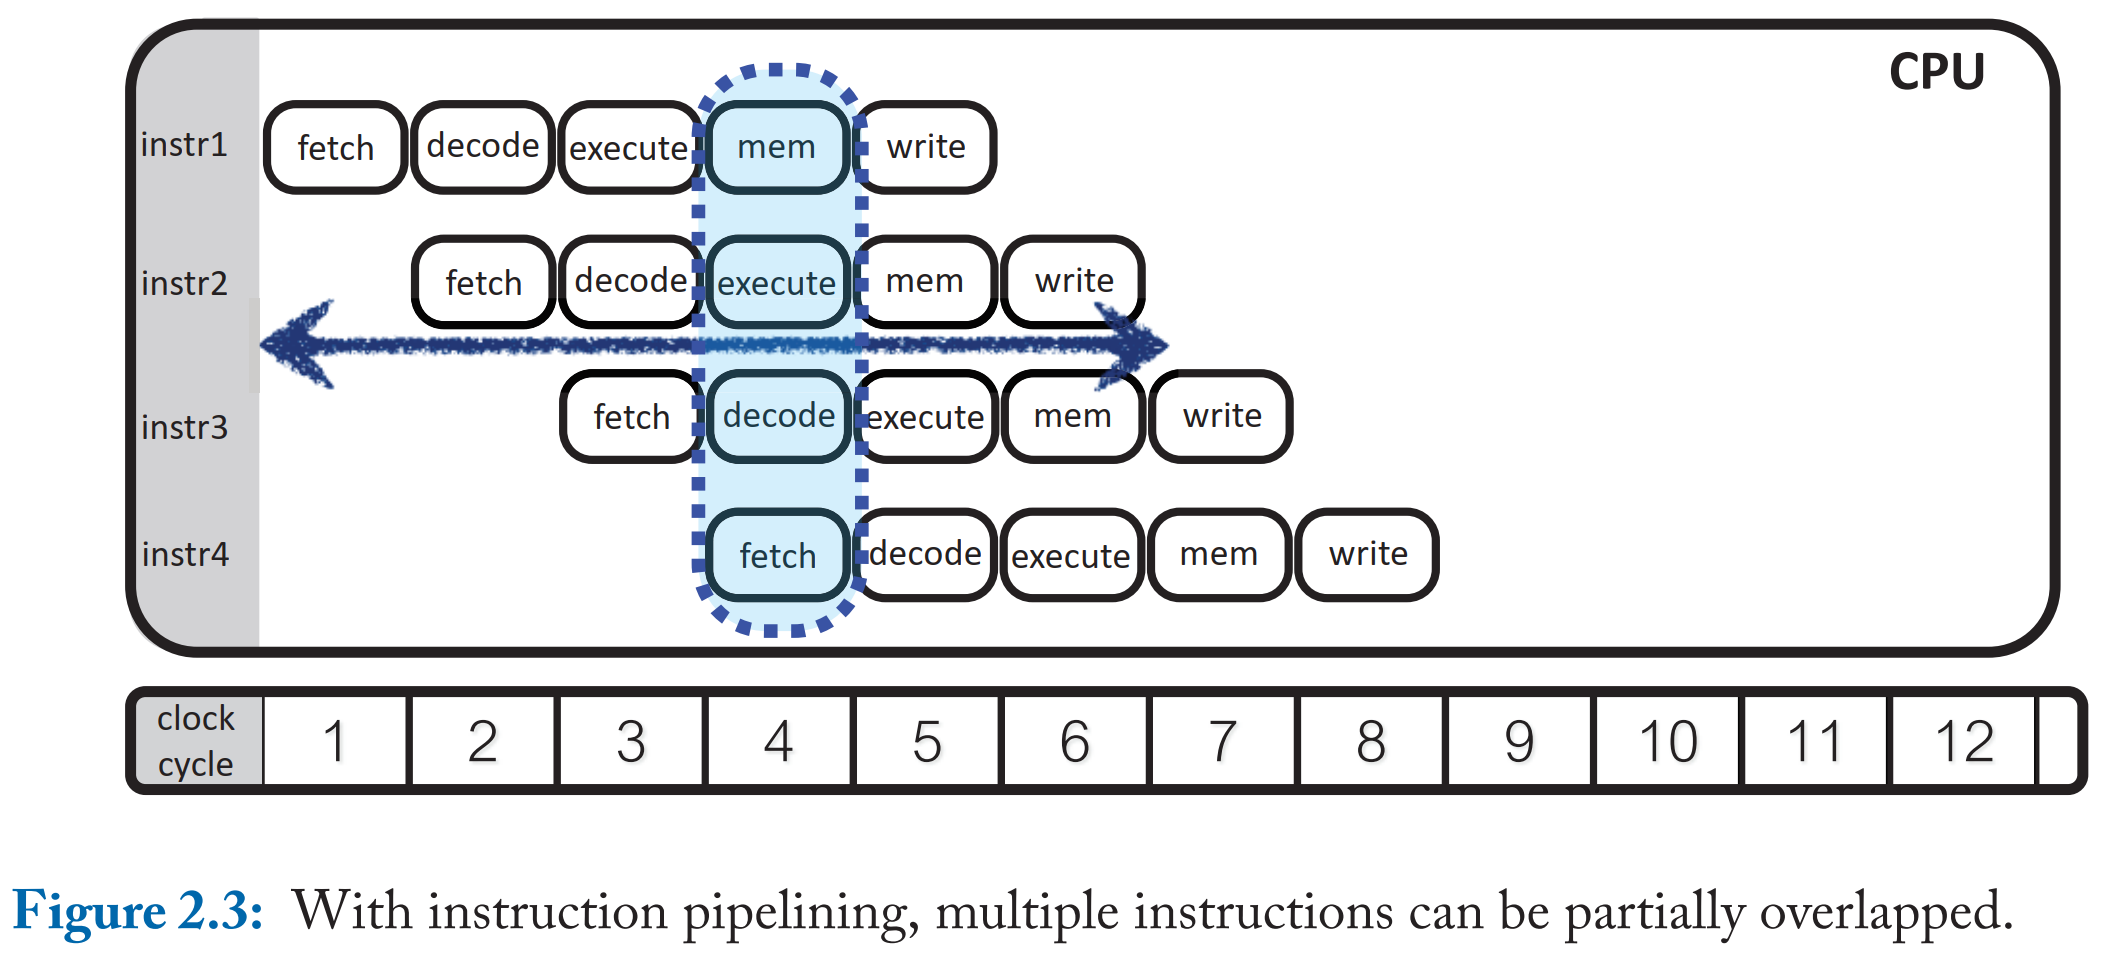 CPU
instr1 fetch decode execute mem write
instr2 fetch decode execute mem write
instr3 fetch decode execute mem write
instr4 fetch decode execute mem write
clock cycle 1 2 3 4 5 6 7 8 9 10 11 12
Figure 2.3: With instruction pipelining, multiple instructions can be partially overlapped.